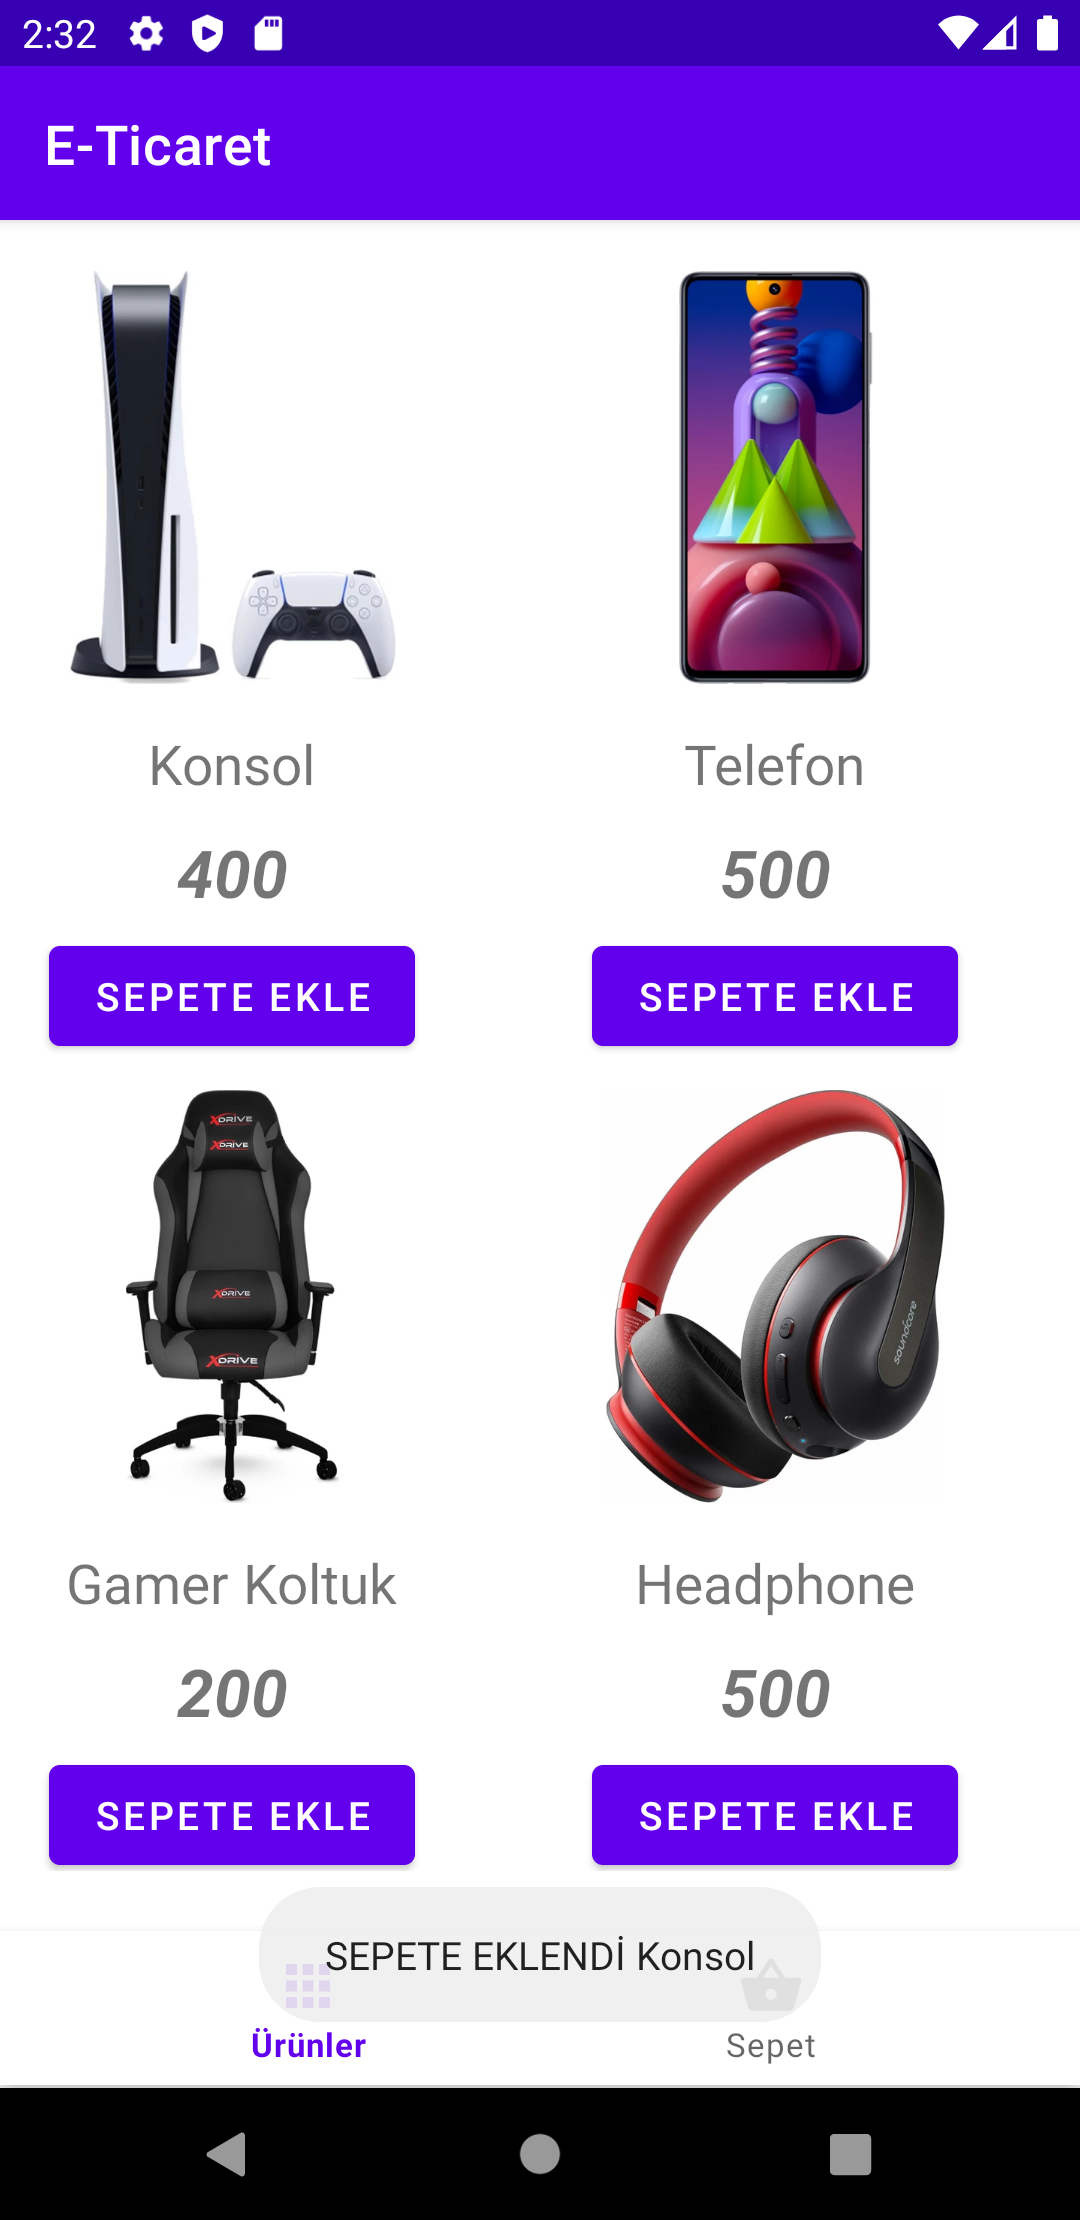 2:32
E-Ticaret
Konsol
Telefon
400
500
SEPETE EKLE
SEPETE EKLE
XDRIVE
XDRIVE
XDRIVE
XDRIVE
soundcore
Gamer Koltuk
Headphone
200
500
SEPETE EKLE
SEPETE EKLE
SEPETE EKLENDİ Konsol
Ürünler
Sepet